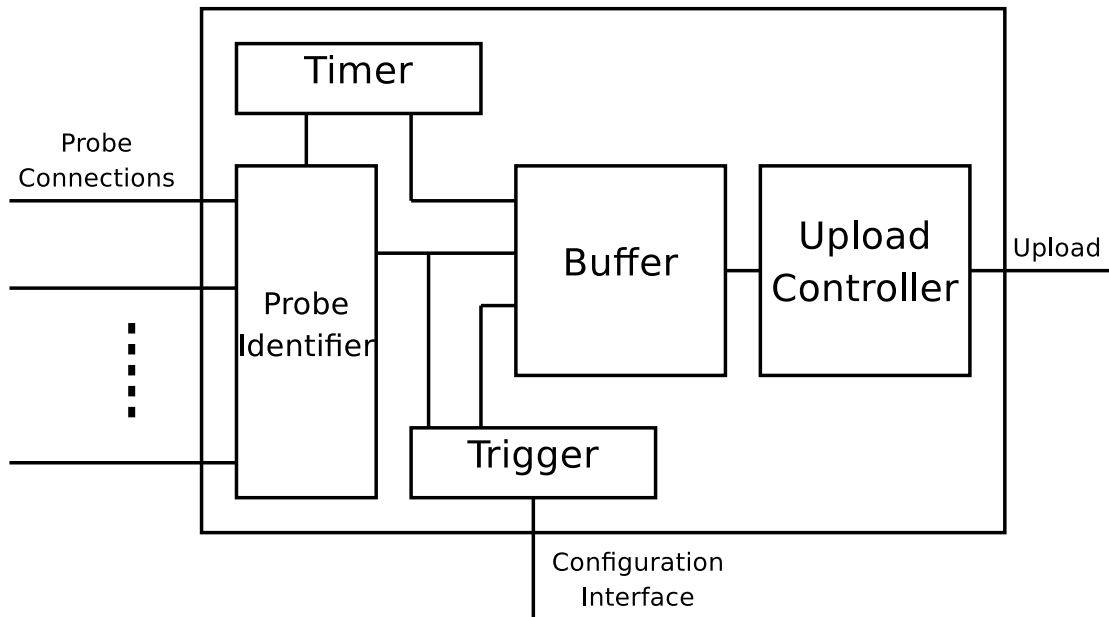 Timer
Probe
Connections
Probe
Identifier
Buffer
Upload
Controller
Upload
Trigger
Configuration
Interface